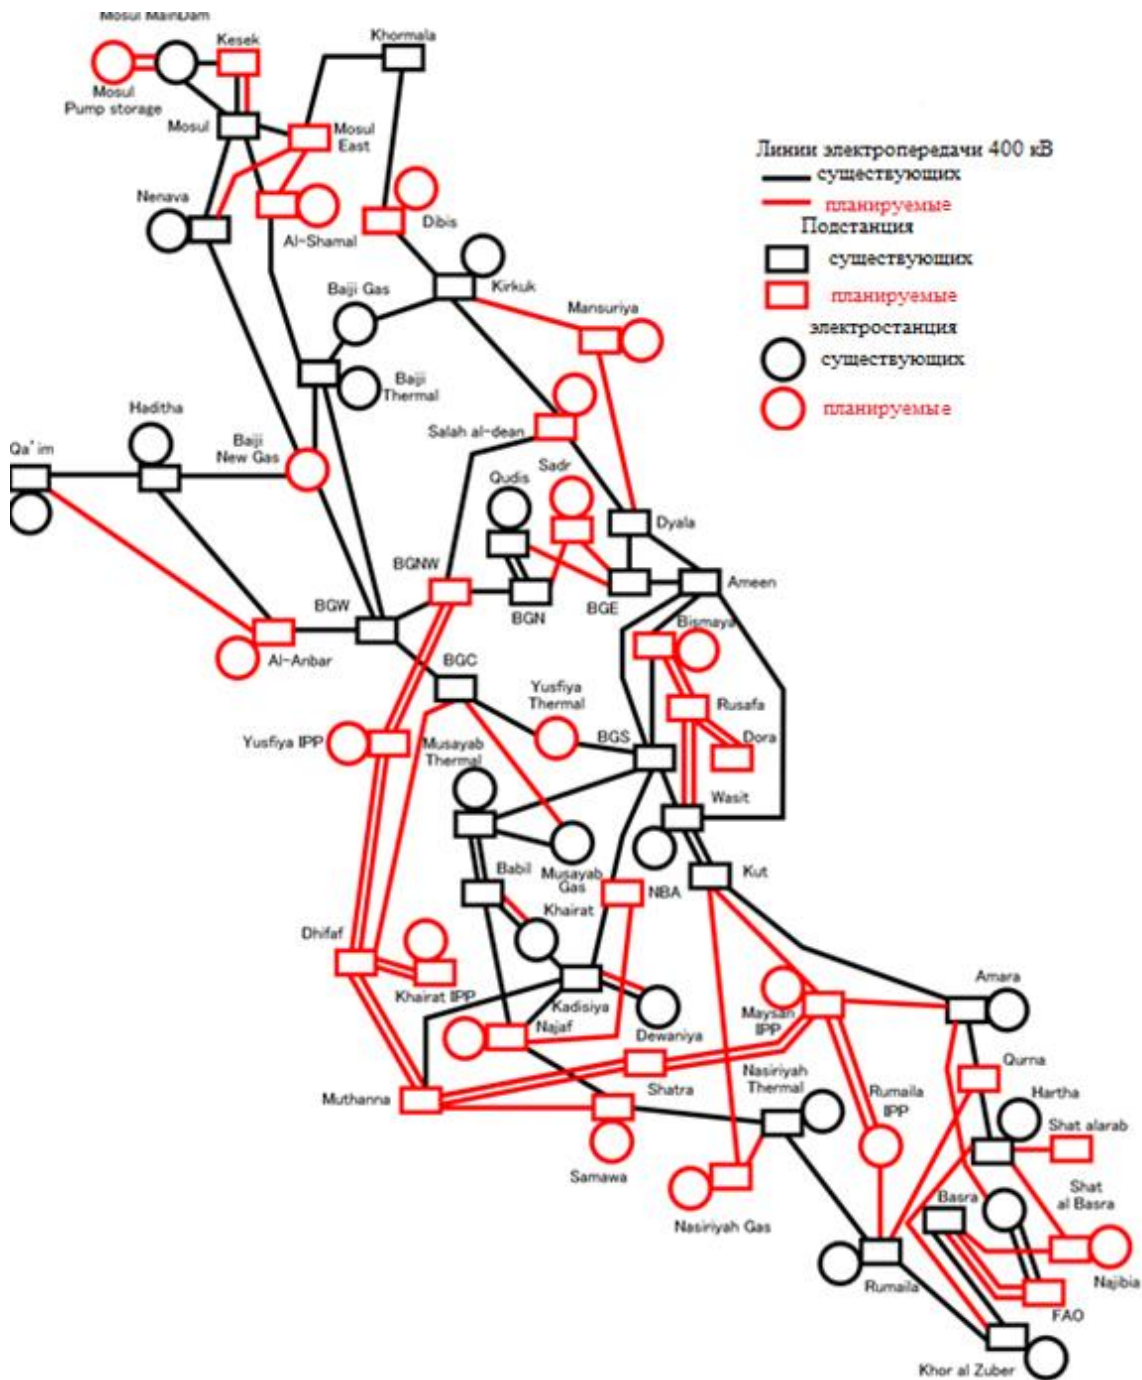 Mosul MainDam
Kesek
Khormala
Mosul
Pump storage
Mosul
Mosul
East
Линии электропередачи 400 кВ
существующих
планируемые
Подстанция
существующих
планируемые
электростанция
существующих
планируемые
Nenava
Al-Shamal
Dibis
Baiji Gas
Kirkuk
Mansuriya
Baiji
Thermal
Haditha
Qa'im
Baiji
New Gas
Salah al-dean
Qudis
Sadr
Dyala
BGNW
BGW
BGN
BGE
Ameen
Bismaya
Al-Anbar
BGC
Yusfiya
Thermal
Rusafa
Yusfiya IPP
Musayab
Thermal
BGS
Dora
Wasit
Babil
Musayab
Gas
NBA
Kut
Khairat
Dhifaf
Khairat IPP
Kadisiya
Najaf
Dewaniya
Maysan
IPP
Amara
Muthanna
Shatra
Nasiriyah
Thermal
Rumaila
IPP
Qurna
Hartha
Shat alarab
Samawa
Shat
al Basra
Basra
Nasiriyah Gas
Rumaila
Najibia
FAO
Khor al Zuber